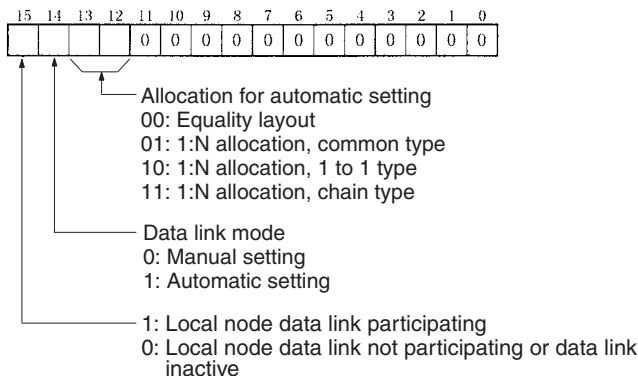 15 14 13 12 11 10 9 8 7 6 5 4 3 2 1 0
0 0 0 0 0 0 0 0 0 0 0 0
Allocation for automatic setting
00: Equality layout
01: 1:N allocation, common type
10: 1:N allocation, 1 to 1 type
11: 1:N allocation, chain type
Data link mode
0: Manual setting
1: Automatic setting
1: Local node data link participating
0: Local node data link not participating or data link
inactive